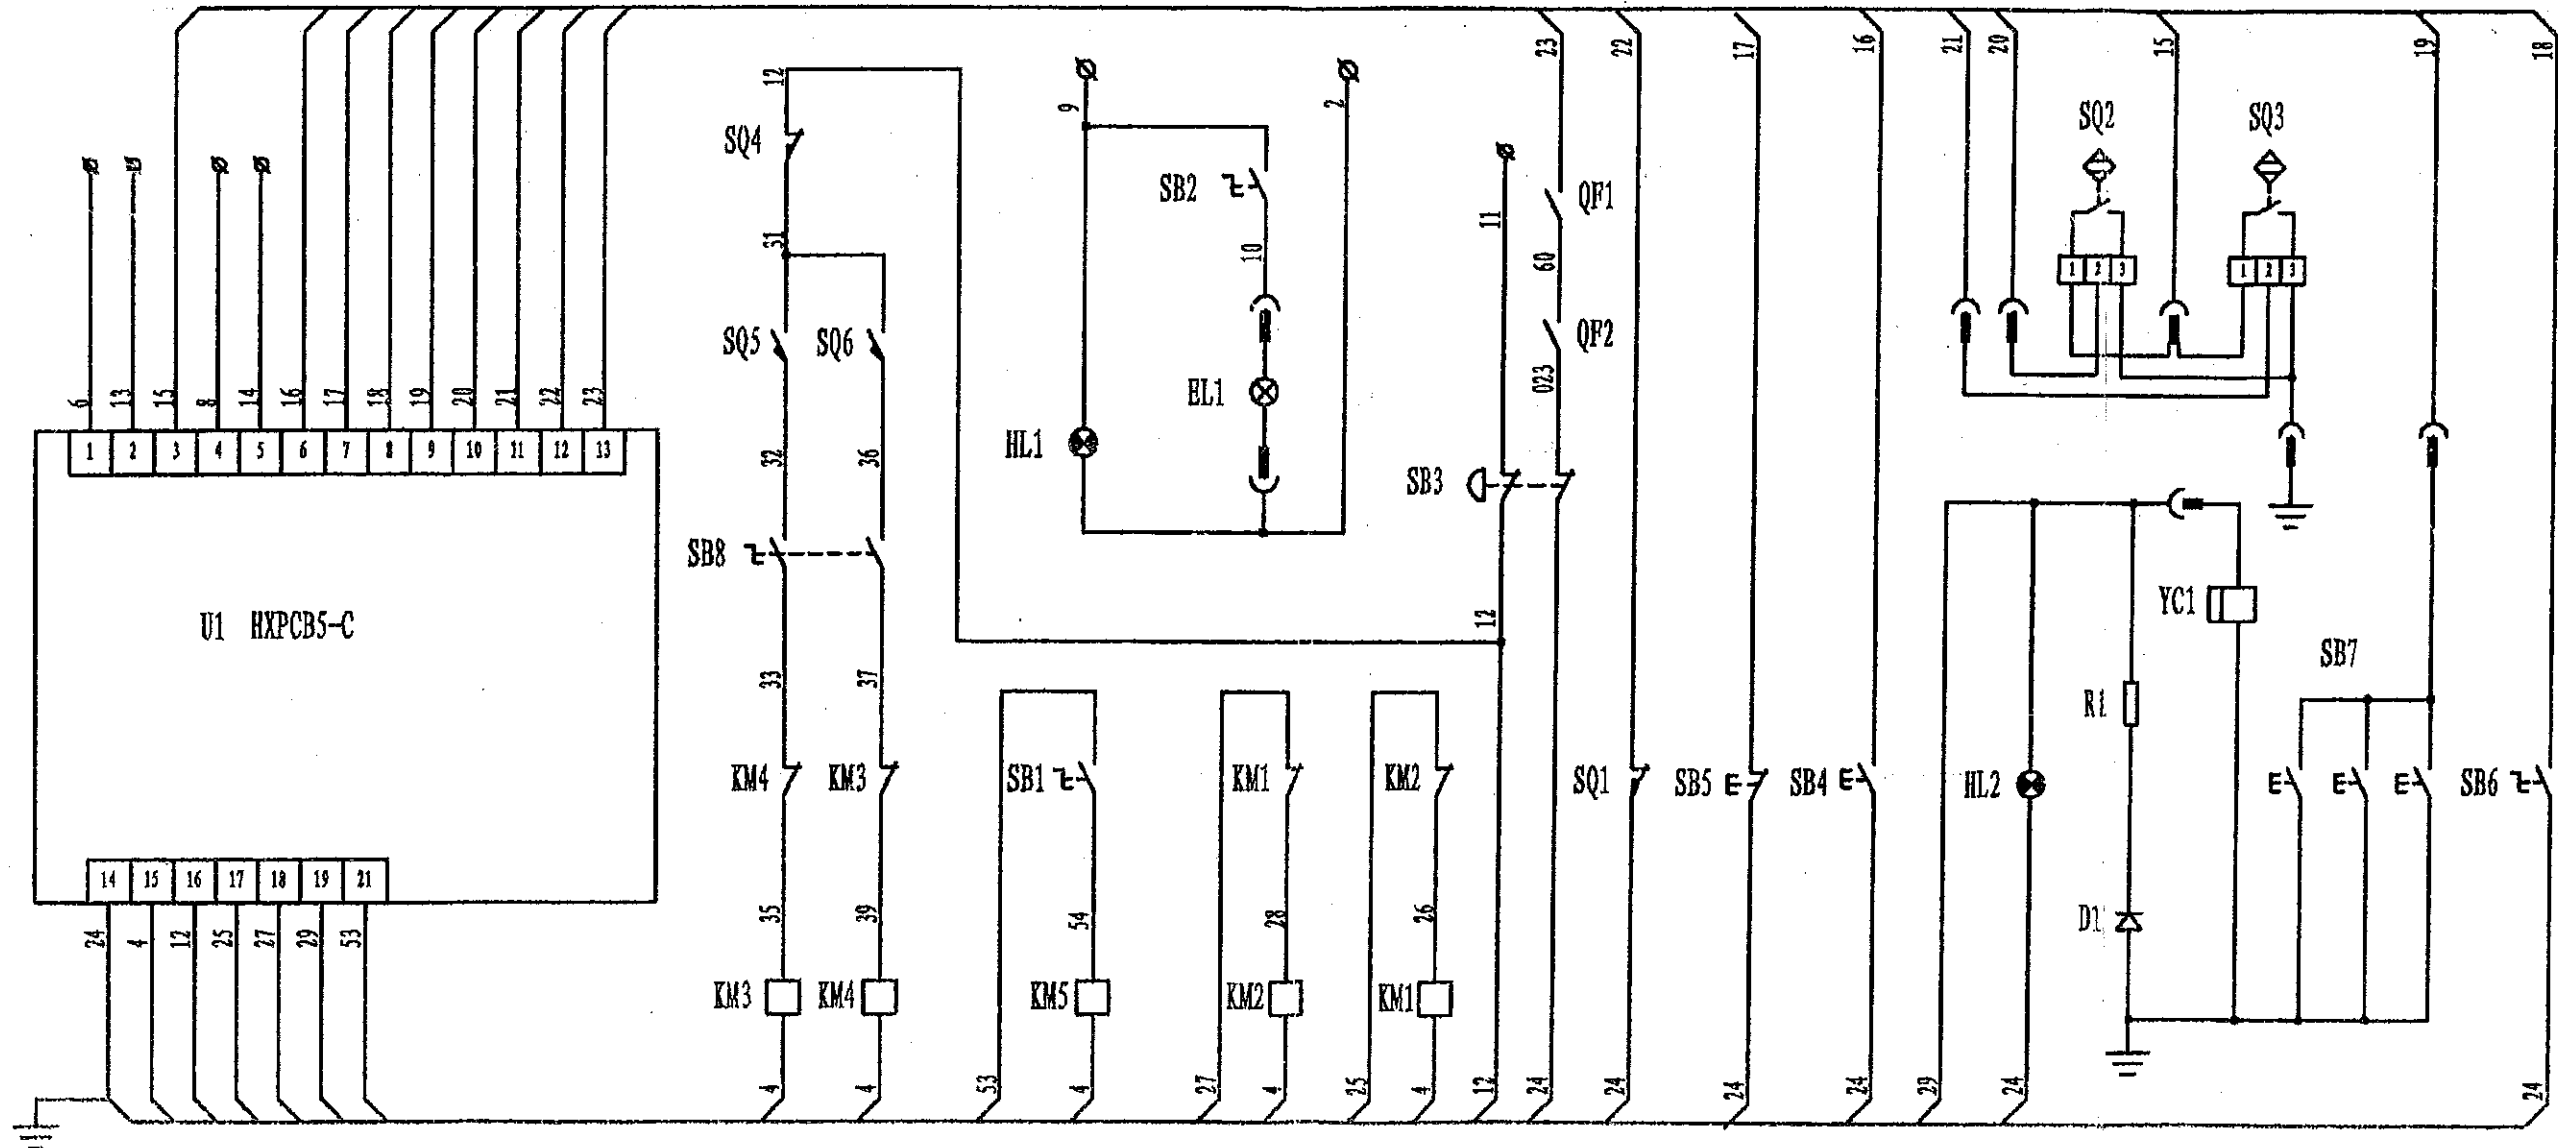 23
22
17
16
21
20
15
19
18
12
9
2
SQ4
SQ2
SQ3
SB2
QF1
11
31
10
60
1 2 3
1 2 3
SQ5
SQ6
QF2
EL1
023
6
13
15
8
14
16
17
18
19
20
21
22
23
1 2 3 4 5 6 7 8 9 10 11 12 13
32
36
HL1
SB3
SB8
YC1
U1 HXPCB5-C
12
33
37
SB7
R1
KM4
KM3
SB1
KM1
KM2
SQ1
SB5
SB4
HL2
SB6
14 15 16 17 18 19 21
35
39
54
28
26
D1
24
4
12
25
27
29
53
KM3
KM4
KM5
KM2
KM1
4
4
53
4
27
4
25
4
12
24
24
24
24
29
24
24